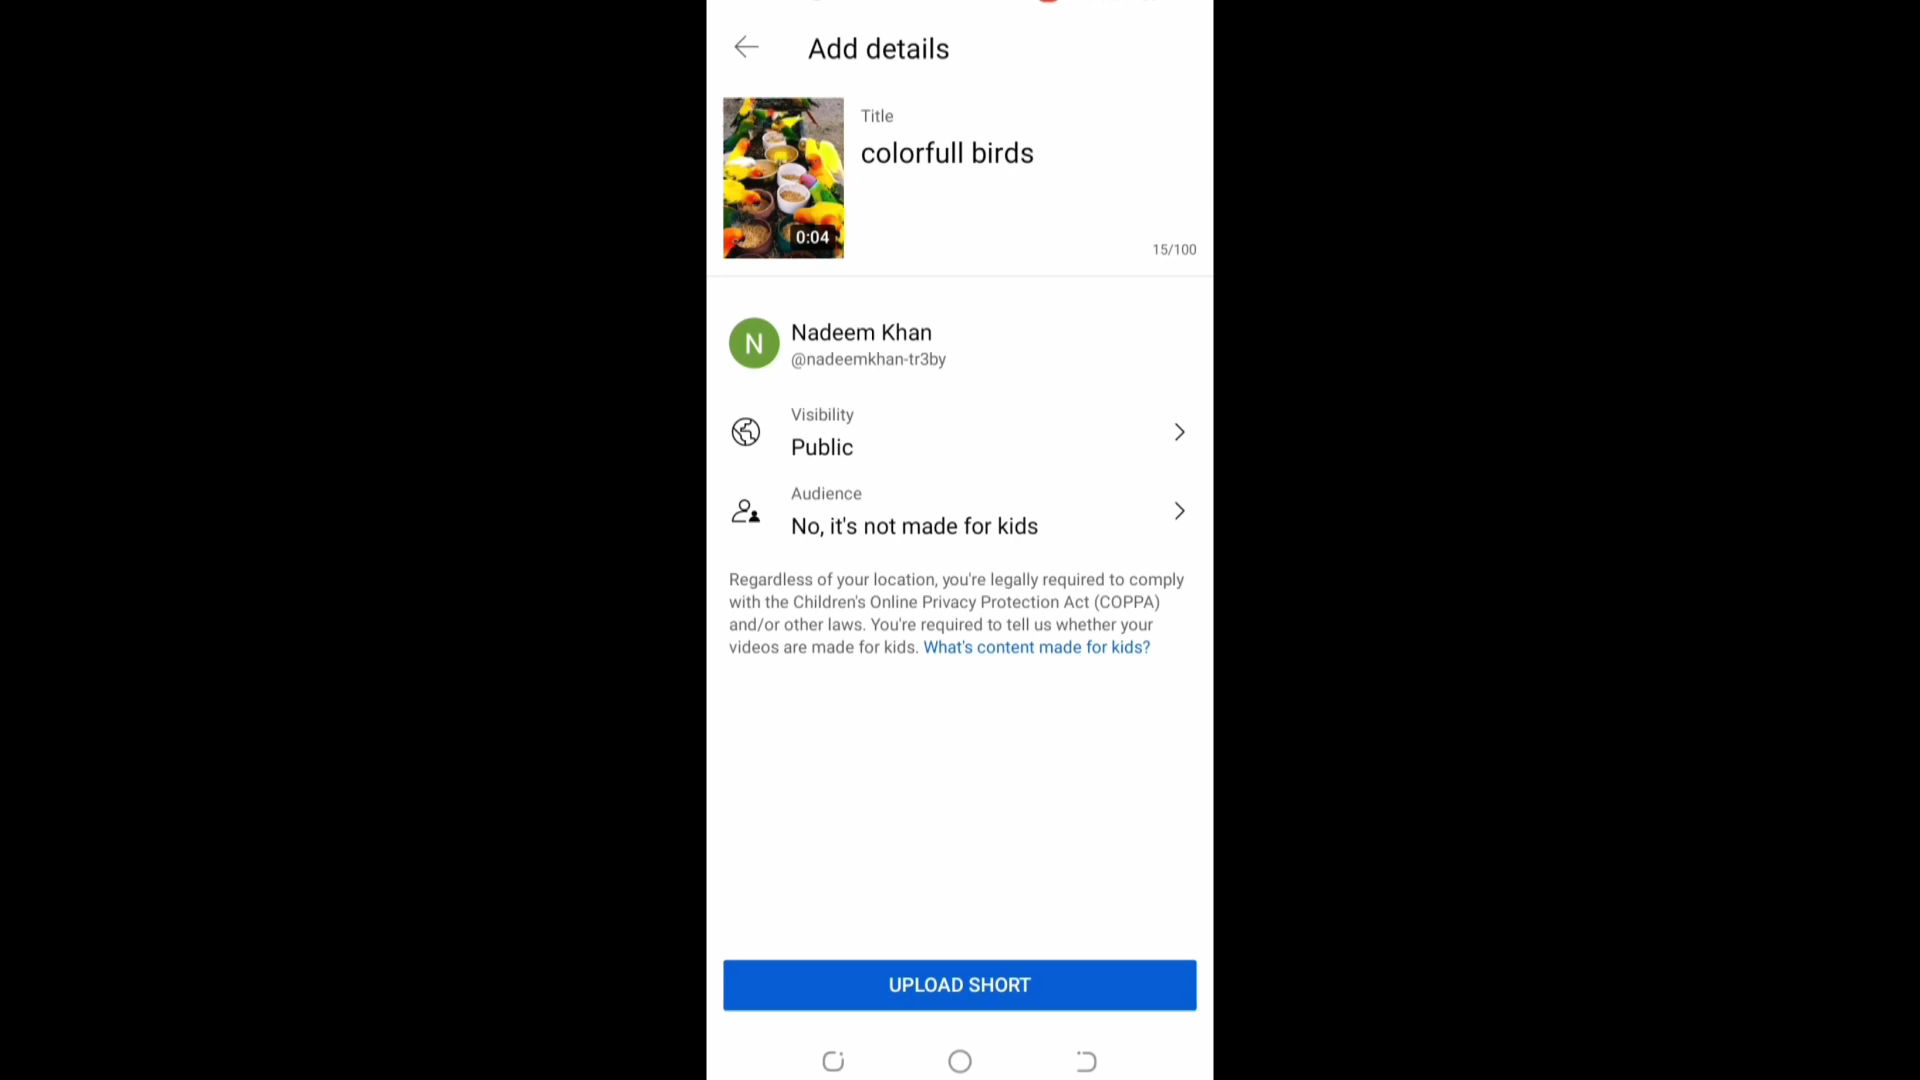 Add details
Title
colorfull birds
0:04
15/100
N
Nadeem Khan
@nadeemkhan-tr3by
Visibility
Public
Audience
No, it's not made for kids
Regardless of your location, you're legally required to comply
with the Children's Online Privacy Protection Act (COPPA)
and/or other laws. You're required to tell us whether your
videos are made for kids. What's content made for kids?
UPLOAD SHORT